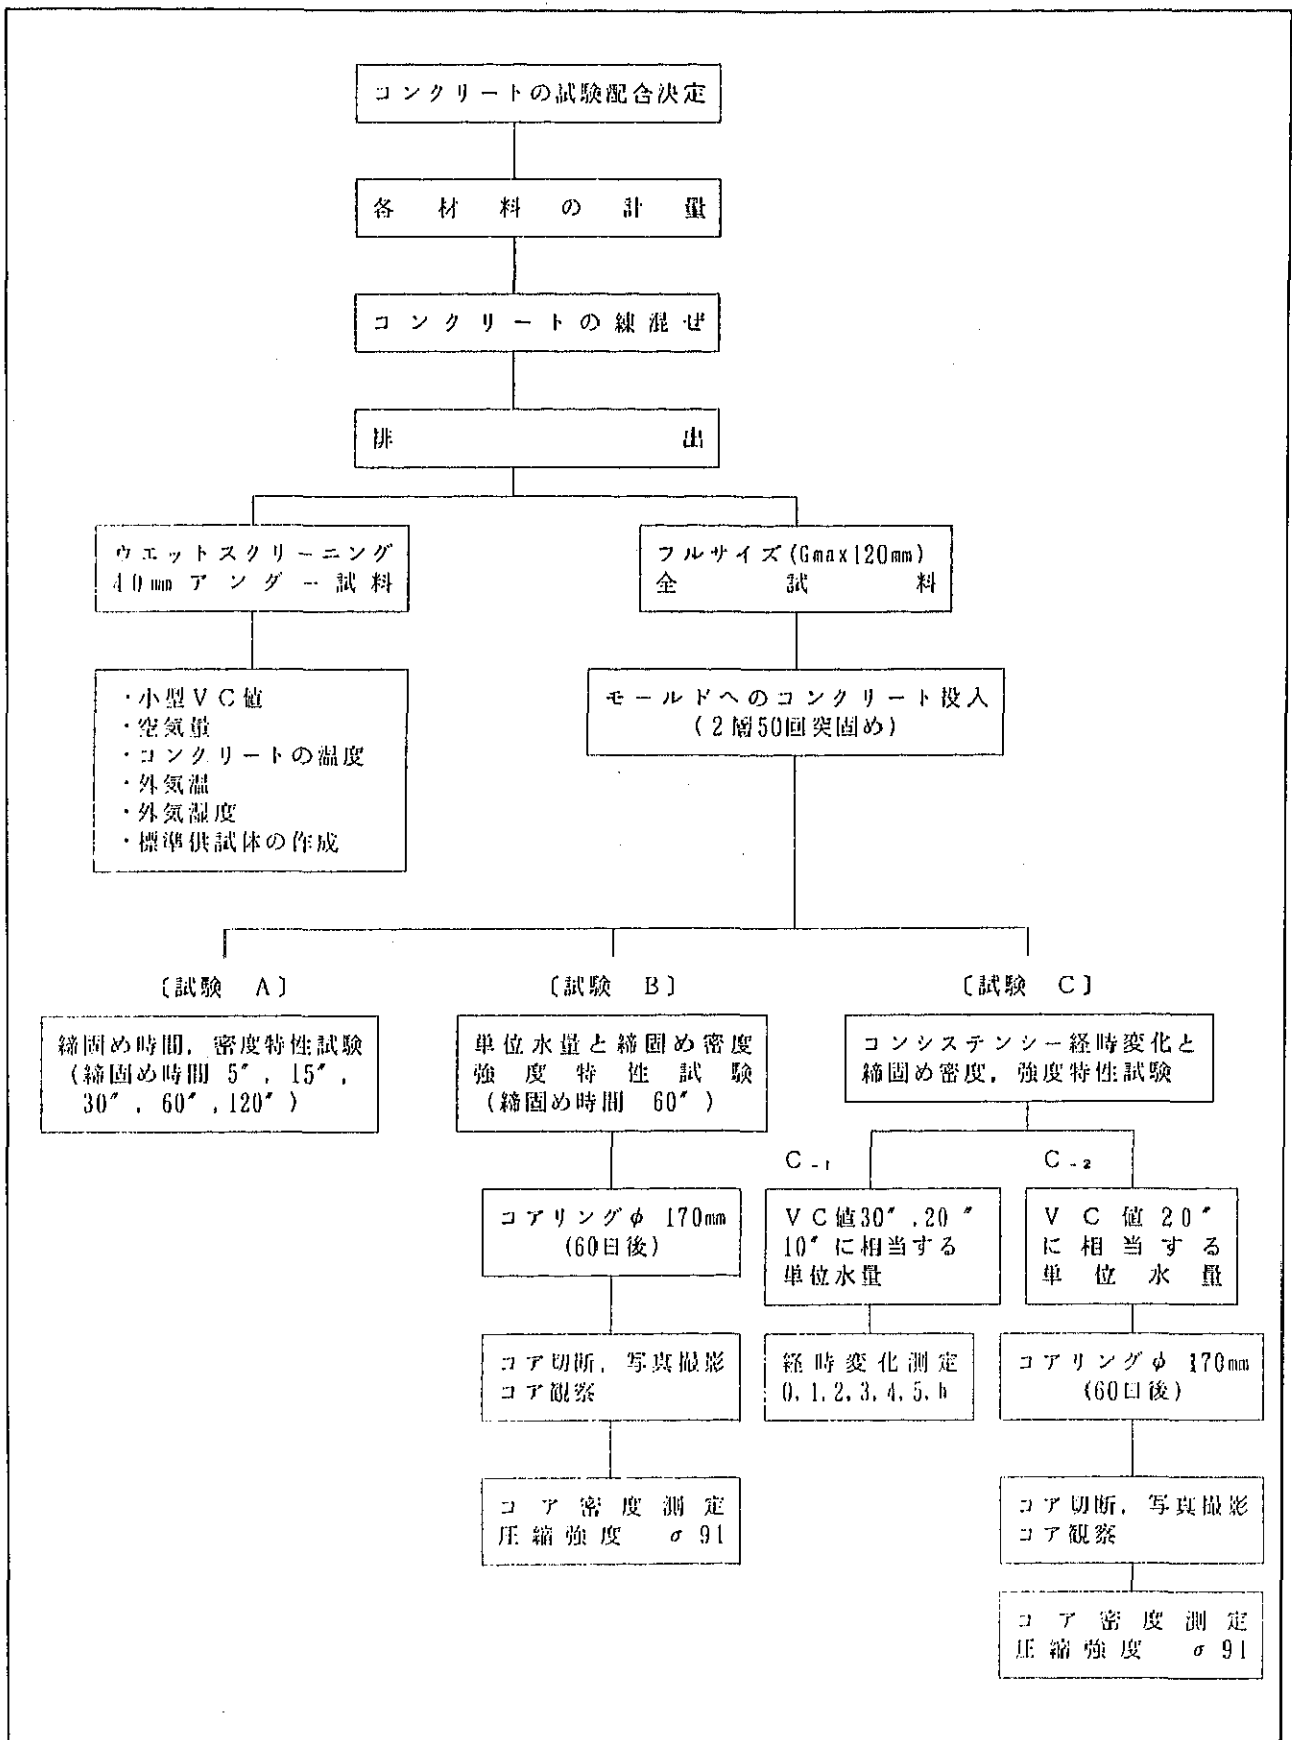 コンクリートの試験配合決定
各材料の計量
コンクリートの練混ぜ
排出
ウエットスクリーニング
40mmアンダー試料
フルサイズ(Gmax120mm)
全試料
・小型VC値
・空気量
・コンクリートの温度
・外気温
・外気湿度
・標準供試体の作成
モールドへのコンクリート投入
(2層50回突固め)
〔試験 A〕
締固め時間, 密度特性試験
(締固め時間 5″, 15″,
30″, 60″, 120″)
〔試験 B〕
単位水量と締固め密度
強度特性試験
(締固め時間 60″)
コアリングφ 170mm
(60日後)
コア切断, 写真撮影
コア観察
コア密度測定
圧縮強度 σ91
〔試験 C〕
コンシステンシー経時変化と
締固め密度, 強度特性試験
C-1
VC値30″,20″
10″に相当する
単位水量
経時変化測定
0,1,2,3,4,5,h
C-2
VC値20″
に相当する
単位水量
コアリングφ 170mm
(60日後)
コア切断, 写真撮影
コア観察
コア密度測定
圧縮強度 σ91